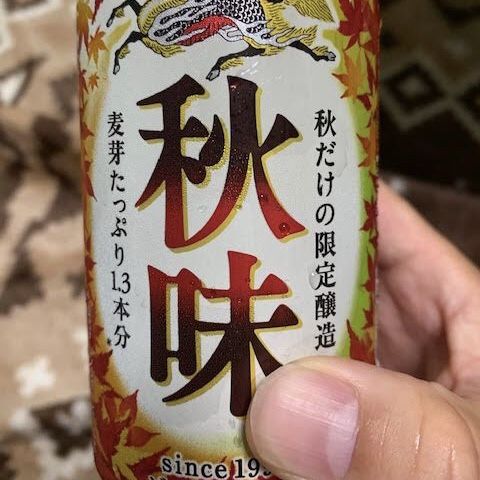 秋味
秋だけの限定醸造
麦芽たっぷり1.3本分
since 199